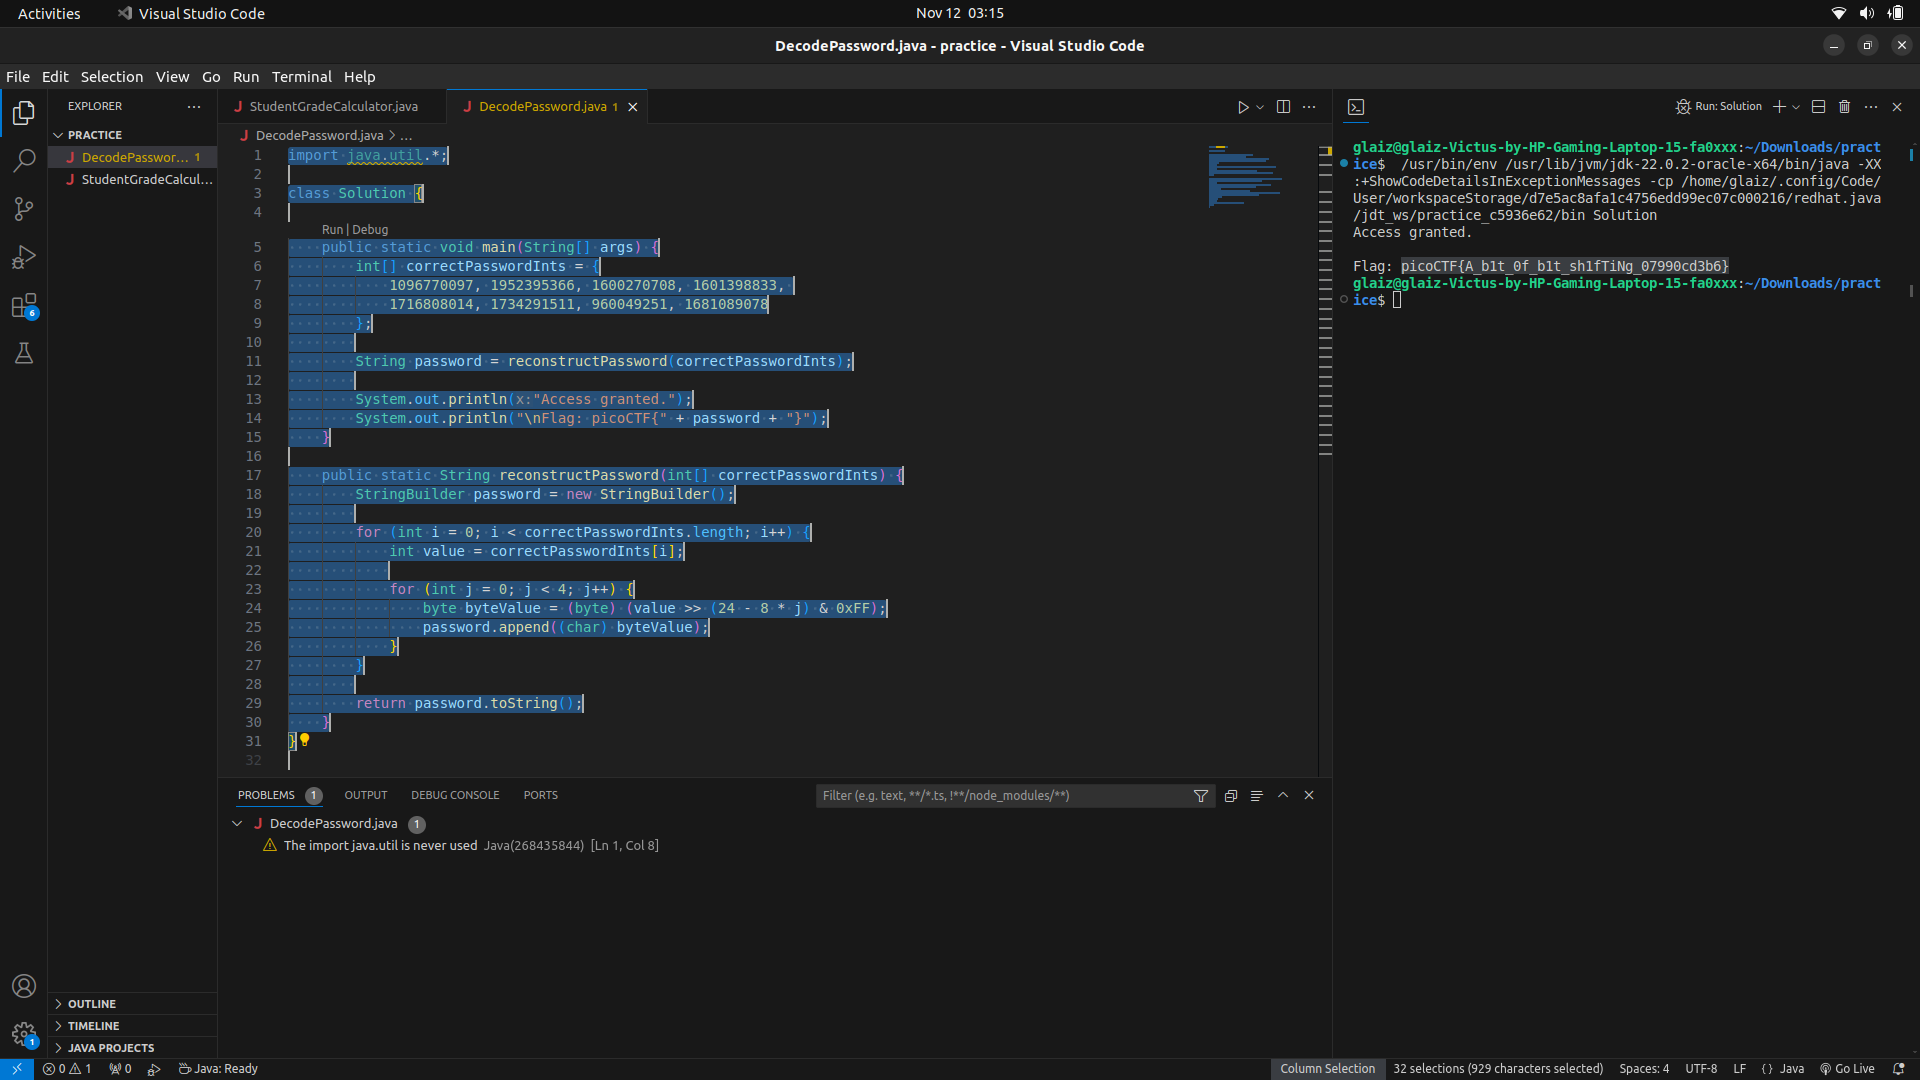 Activities
Visual Studio Code
Nov 12 03:15
DecodePassword.java - practice - Visual Studio Code
File Edit Selection View Go Run Terminal Help
EXPLORER
PRACTICE
DecodePasswor... 1
StudentGradeCalcul...
OUTLINE
TIMELINE
JAVA PROJECTS
6
1
StudentGradeCalculator.java
DecodePassword.java 1
DecodePassword.java > ...
1 import java.util.*;
2
3 class Solution {
4
Run | Debug
5 public static void main(String[] args) {
6 int[] correctPasswordInts = {
7 1096770097, 1952395366, 1600270708, 1601398833,
8 1716808014, 1734291511, 960049251, 1681089078
9 };
10
11 String password = reconstructPassword(correctPasswordInts);
12
13 System.out.println(x:"Access granted.");
14 System.out.println("\nFlag: picoCTF{" + password + "}");
15 }
16
17 public static String reconstructPassword(int[] correctPasswordInts) {
18 StringBuilder password = new StringBuilder();
19
20 for (int i = 0; i < correctPasswordInts.length; i++) {
21 int value = correctPasswordInts[i];
22
23 for (int j = 0; j < 4; j++) {
24 byte byteValue = (byte) (value >> (24 - 8 * j) & 0xFF);
25 password.append((char) byteValue);
26 }
27 }
28
29 return password.toString();
30 }
31 }
32
PROBLEMS 1 OUTPUT DEBUG CONSOLE PORTS
Filter (e.g. text, **/*.ts, !**/node_modules/**)
DecodePassword.java 1
The import java.util is never used Java(268435844) [Ln 1, Col 8]
Run: Solution
glaiz@glaiz-Victus-by-HP-Gaming-Laptop-15-fa0xxx:~/Downloads/pract
ice$ /usr/bin/env /usr/lib/jvm/jdk-22.0.2-oracle-x64/bin/java -XX
:+ShowCodeDetailsInExceptionMessages -cp /home/glaiz/.config/Code/
User/workspaceStorage/d7e5ac8afa1c4756edd99ec07c000216/redhat.java
/jdt_ws/practice_c5936e62/bin Solution
Access granted.
Flag: picoCTF{A_b1t_0f_b1t_sh1fTiNg_07990cd3b6}
glaiz@glaiz-Victus-by-HP-Gaming-Laptop-15-fa0xxx:~/Downloads/pract
ice$
0 1 0 Java: Ready
Column Selection 32 selections (929 characters selected) Spaces: 4 UTF-8 LF {} Java Go Live